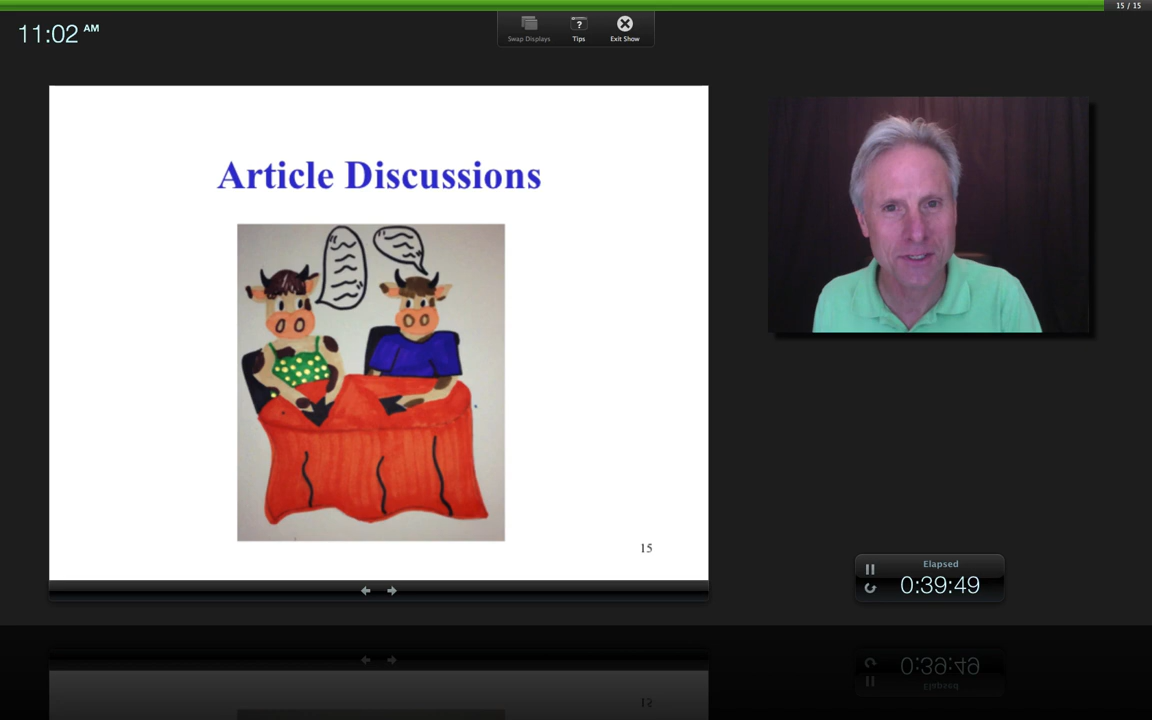 15 / 15
11:02 AM
Swap Displays
Tips
Exit Show
Article Discussions
15
Elapsed
0:39:49